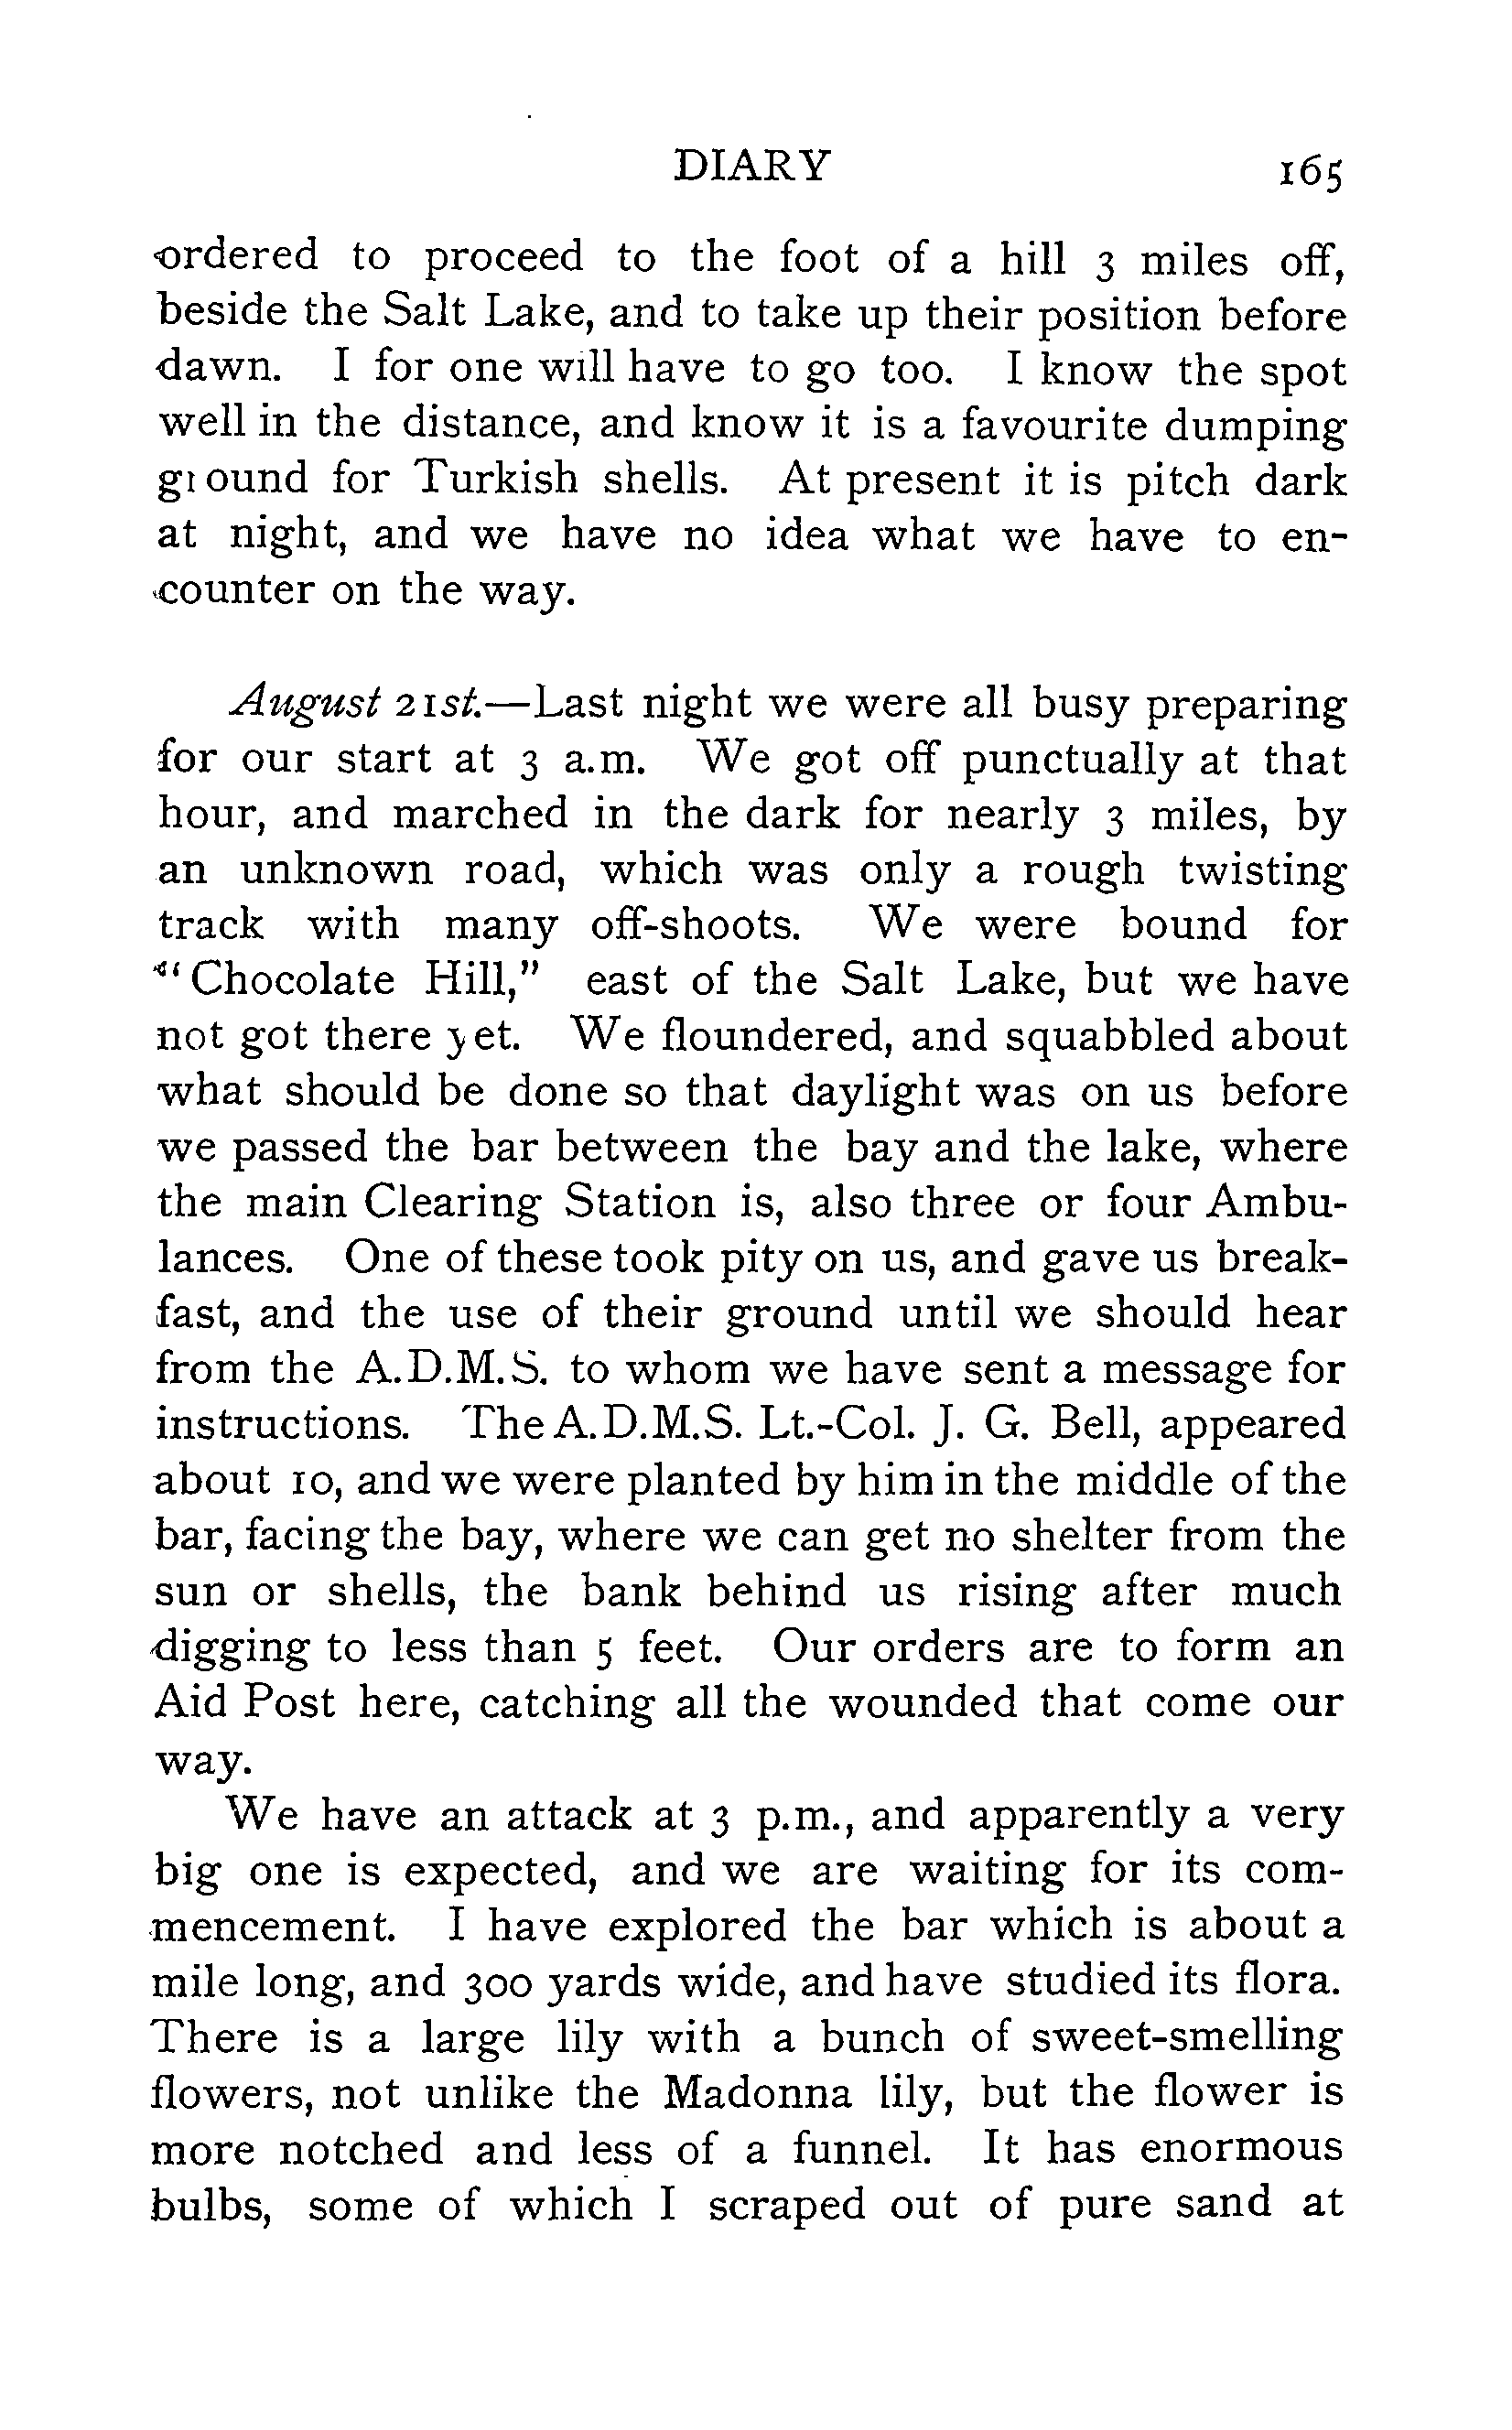 DIARY 165
ordered to proceed to the foot of a hill 3 miles off,
beside the Salt Lake, and to take up their position before
dawn. I for one will have to go too. I know the spot
well in the distance, and know it is a favourite dumping
ground for Turkish shells. At present it is pitch dark
at night, and we have no idea what we have to en-
counter on the way.
August 21st.—Last night we were all busy preparing
for our start at 3 a.m. We got off punctually at that
hour, and marched in the dark for nearly 3 miles, by
an unknown road, which was only a rough twisting
track with many off-shoots. We were bound for
"Chocolate Hill," east of the Salt Lake, but we have
not got there yet. We floundered, and squabbled about
what should be done so that daylight was on us before
we passed the bar between the bay and the lake, where
the main Clearing Station is, also three or four Ambu-
lances. One of these took pity on us, and gave us break-
fast, and the use of their ground until we should hear
from the A.D.M.S. to whom we have sent a message for
instructions. The A.D.M.S. Lt.-Col. J. G. Bell, appeared
about 10, and we were planted by him in the middle of the
bar, facing the bay, where we can get no shelter from the
sun or shells, the bank behind us rising after much
digging to less than 5 feet. Our orders are to form an
Aid Post here, catching all the wounded that come our
way.
We have an attack at 3 p.m., and apparently a very
big one is expected, and we are waiting for its com-
mencement. I have explored the bar which is about a
mile long, and 300 yards wide, and have studied its flora.
There is a large lily with a bunch of sweet-smelling
flowers, not unlike the Madonna lily, but the flower is
more notched and less of a funnel. It has enormous
bulbs, some of which I scraped out of pure sand at